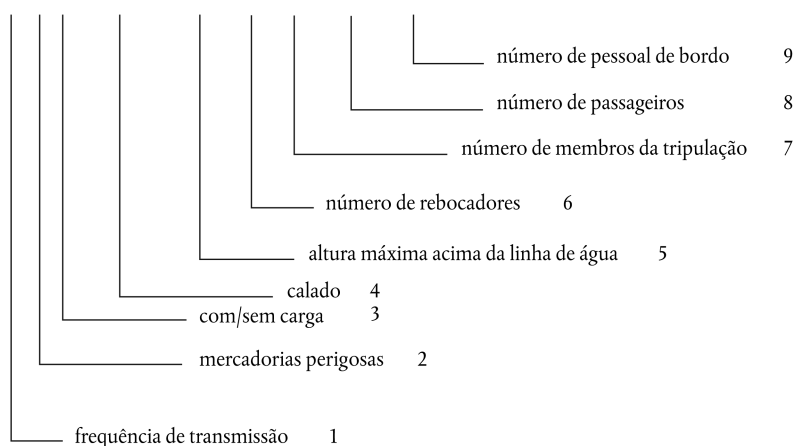 número de pessoal de bordo 9
número de passageiros 8
número de membros da tripulação 7
número de rebocadores 6
altura máxima acima da linha de água 5
calado 4
com/sem carga 3
mercadorias perigosas 2
frequência de transmissão 1